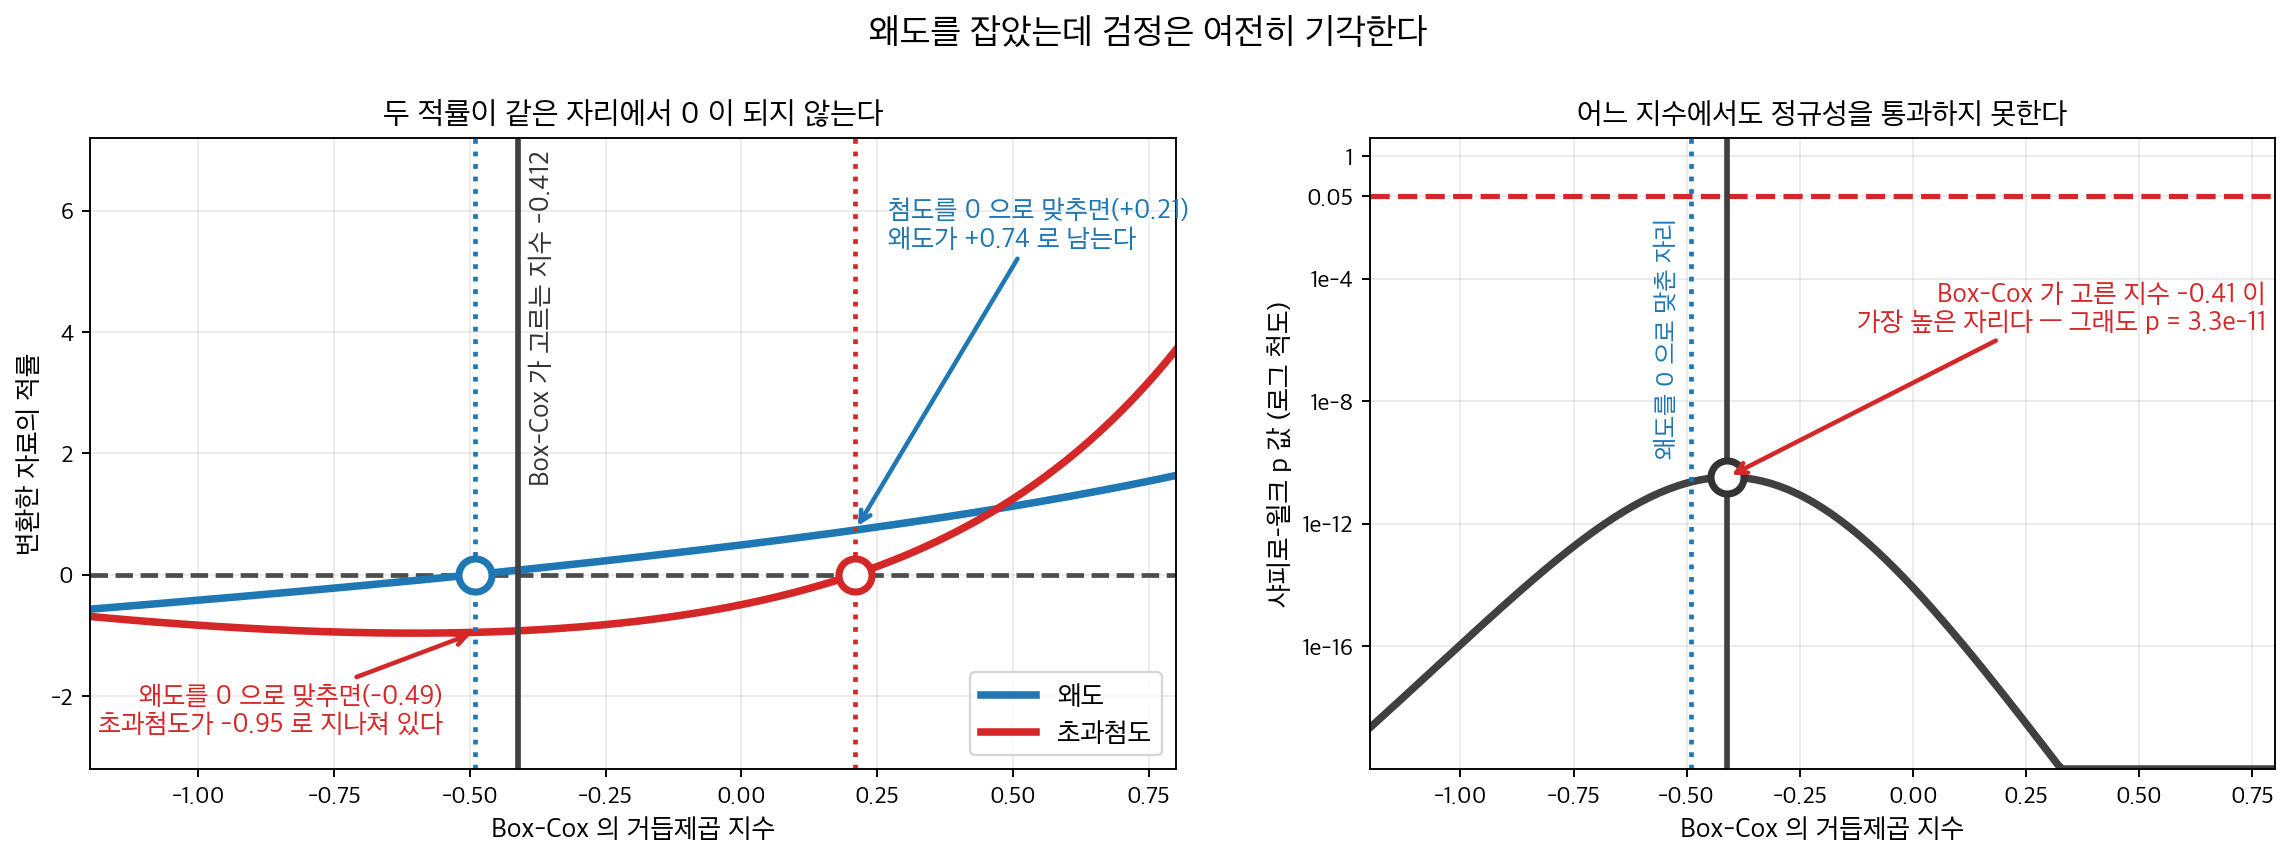 왜도를 잡았는데 검정은 여전히 기각한다
두 적률이 같은 자리에서 0 이 되지 않는다
변환한 자료의 적률
6
4
2
0
-2
Box-Cox 가 고르는 지수 -0.412
첨도를 0 으로 맞추면(+0.21)
왜도가 +0.74 로 남는다
왜도를 0 으로 맞추면(-0.49)
초과첨도가 -0.95 로 지나쳐 있다
왜도
초과첨도
-1.00
-0.75
-0.50
-0.25
0.00
0.25
0.50
0.75
Box-Cox 의 거듭제곱 지수
어느 지수에서도 정규성을 통과하지 못한다
샤피로-윌크 p 값 (로그 척도)
1
0.05
1e-4
1e-8
1e-12
1e-16
왜도를 0 으로 맞춘 자리
Box-Cox 가 고른 지수 -0.41 이
가장 높은 자리다 — 그래도 p = 3.3e-11
-1.00
-0.75
-0.50
-0.25
0.00
0.25
0.50
0.75
Box-Cox 의 거듭제곱 지수